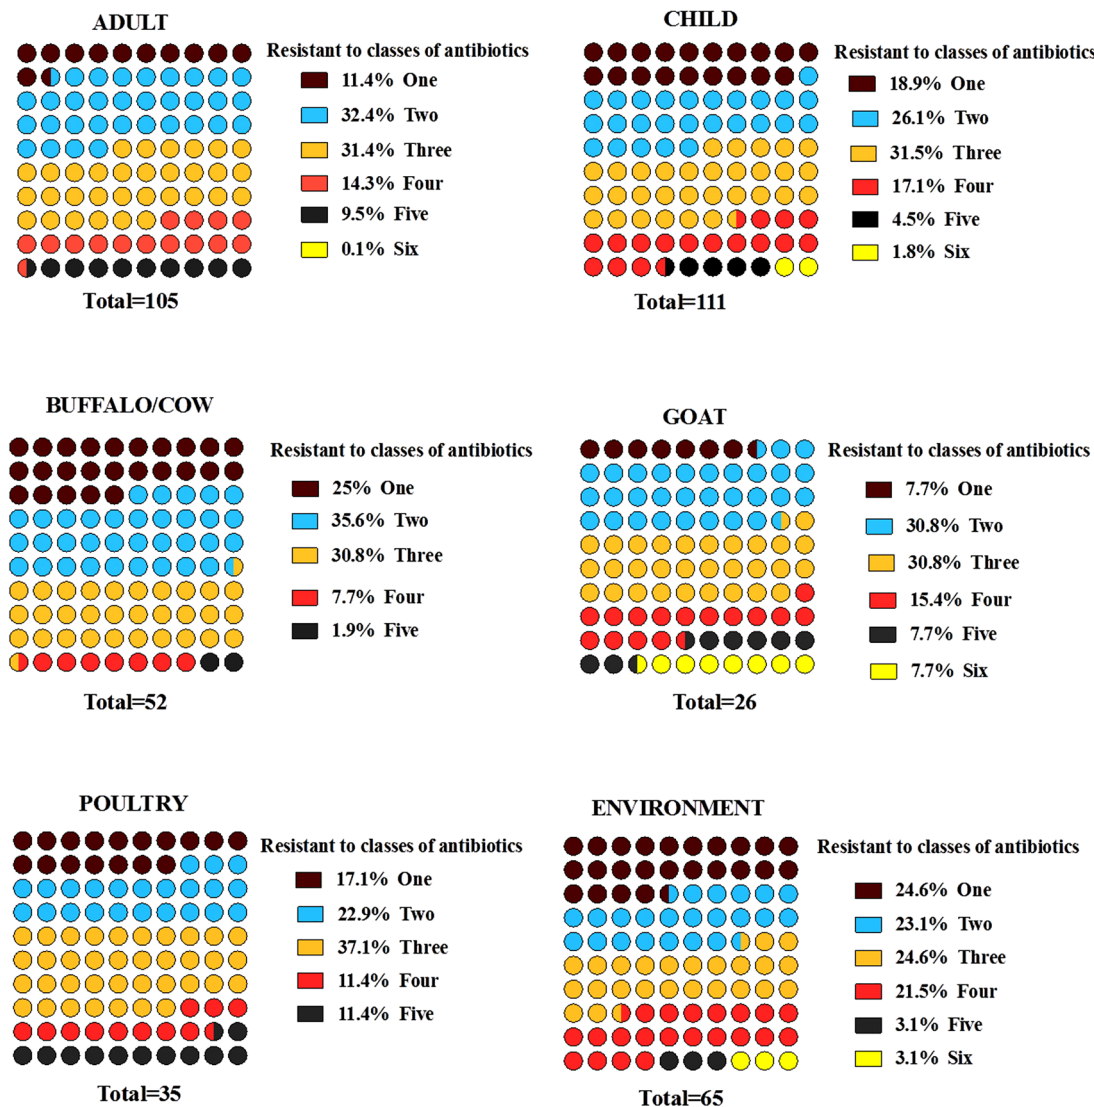 ADULT
Resistant to classes of antibiotics
11.4% One
32.4% Two
31.4% Three
14.3% Four
9.5% Five
0.1% Six
Total=105
CHILD
Resistant to classes of antibiotics
18.9% One
26.1% Two
31.5% Three
17.1% Four
4.5% Five
1.8% Six
Total=111
BUFFALO/COW
Resistant to classes of antibiotics
25% One
35.6% Two
30.8% Three
7.7% Four
1.9% Five
Total=52
GOAT
Resistant to classes of antibiotics
7.7% One
30.8% Two
30.8% Three
15.4% Four
7.7% Five
7.7% Six
Total=26
POULTRY
Resistant to classes of antibiotics
17.1% One
22.9% Two
37.1% Three
11.4% Four
11.4% Five
Total=35
ENVIRONMENT
Resistant to classes of antibiotics
24.6% One
23.1% Two
24.6% Three
21.5% Four
3.1% Five
3.1% Six
Total=65